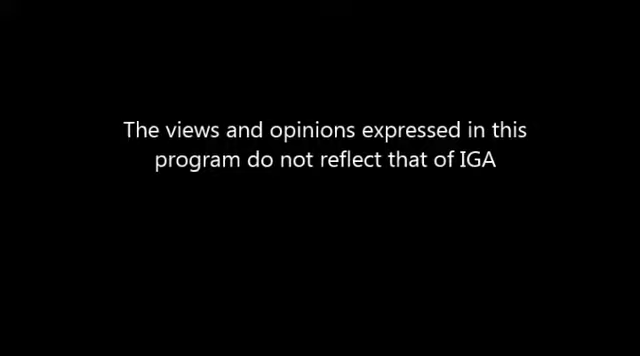 The views and opinions expressed in this
program do not reflect that of IGA